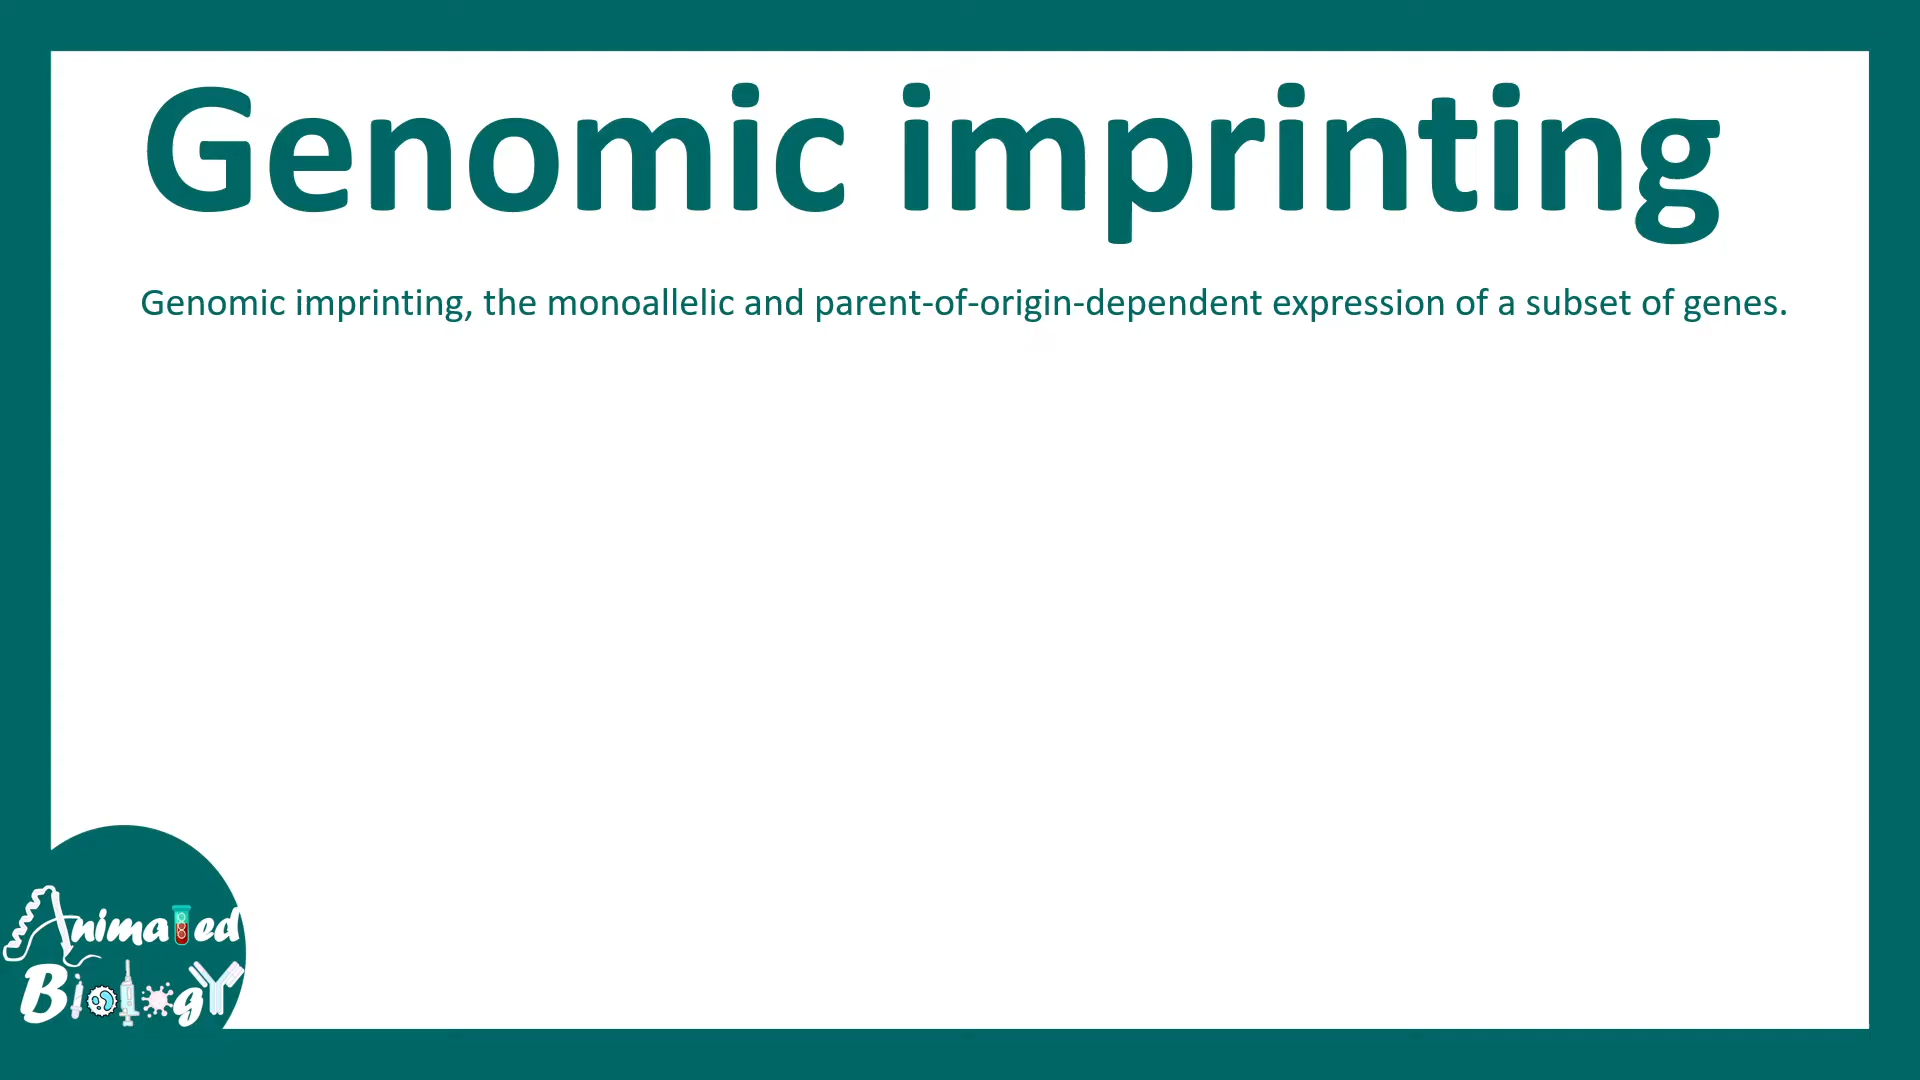 Genomic imprinting
Genomic imprinting, the monoallelic and parent-of-origin-dependent expression of a subset of genes.
Animated
Biology